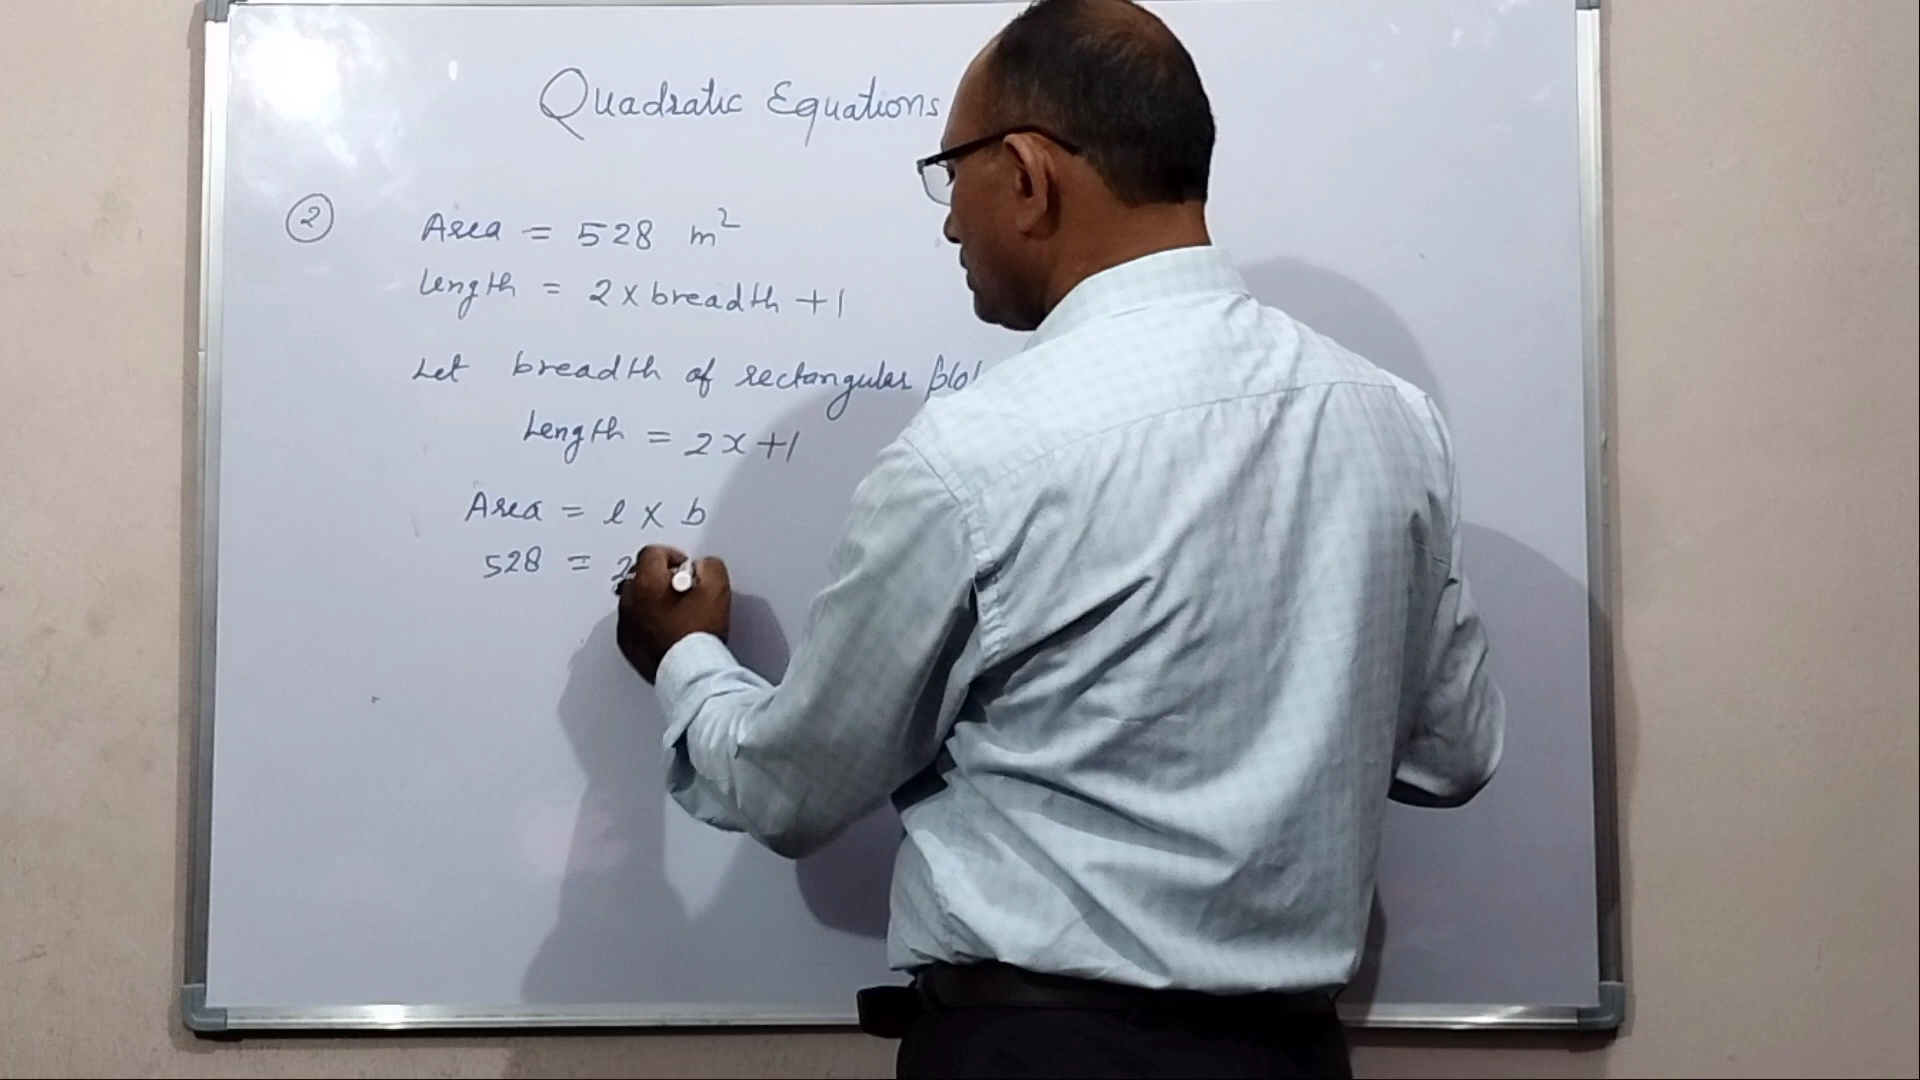 Quadratic Equations
2
Area = 528 m²
Length = 2 x breadth + 1
Let breadth of rectangular
Length = 2x + 1
Area = l x b
528 = 2